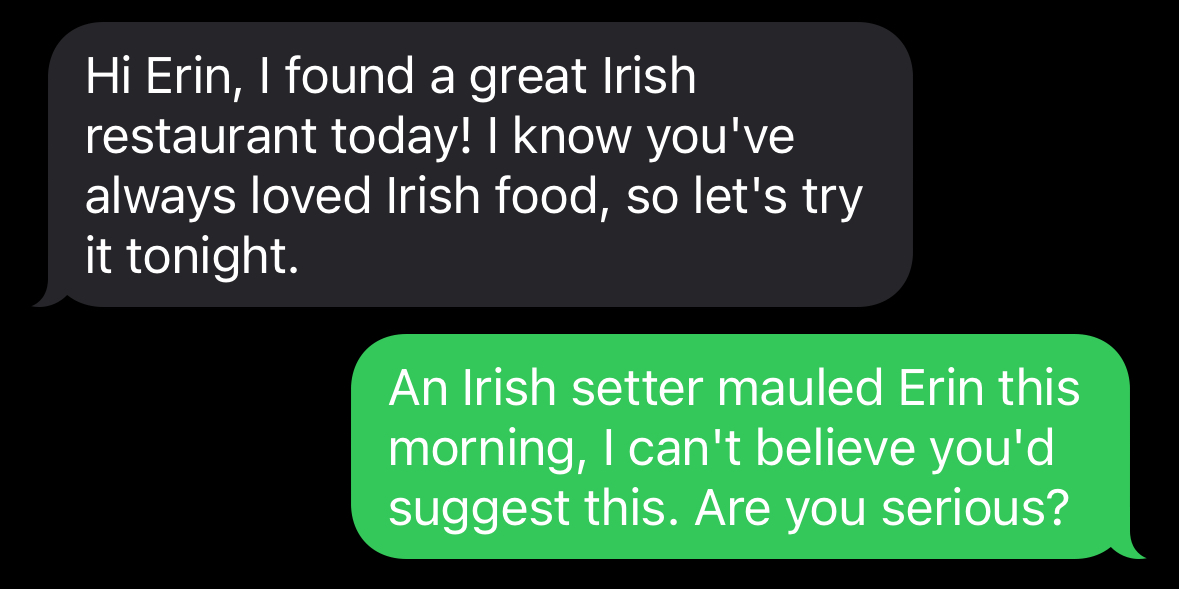 Hi Erin, I found a great Irish
restaurant today! I know you've
always loved Irish food, so let's try
it tonight.
An Irish setter mauled Erin this
morning, I can't believe you'd
suggest this. Are you serious?